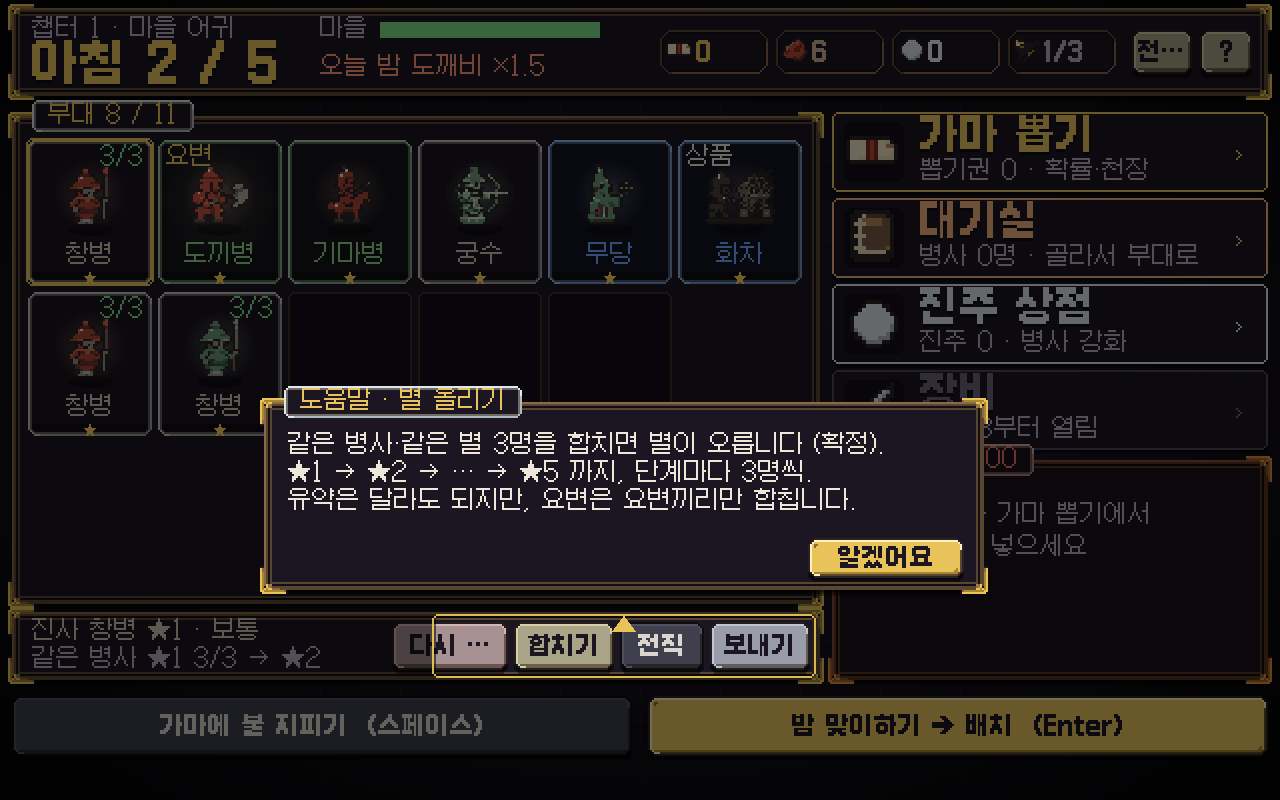 챕터 1 · 마을 어귀
아침 2 / 5
마을
오늘 밤 도깨비 ×1.5
0
6
0
1/3
전···
?
부대 8 / 11
3/3
창병
★
요변
도끼병
★
기마병
★
궁수
★
무당
★
상품
화차
★
3/3
창병
★
3/3
창병
★
가마 뽑기
뽑기권 0 · 확률·천장
›
대기실
병사 0명 · 골라서 부대로
›
진주 상점
진주 0 · 병사 강화
›
장비
부터 열림
›
도움말 · 별 올리기
같은 병사·같은 별 3명을 합치면 별이 오릅니다 (확정).
★1 → ★2 → ··· → ★5 까지, 단계마다 3명씩.
유약은 달라도 되지만, 요변은 요변끼리만 합칩니다.
알겠어요
00
가마 뽑기에서
넣으세요
진사 창병 ★1 · 보통
같은 병사 ★1 3/3 → ★2
다시 ···
합치기
전직
보내기
가마에 불 지피기 (스페이스)
밤 맞이하기 → 배치 (Enter)